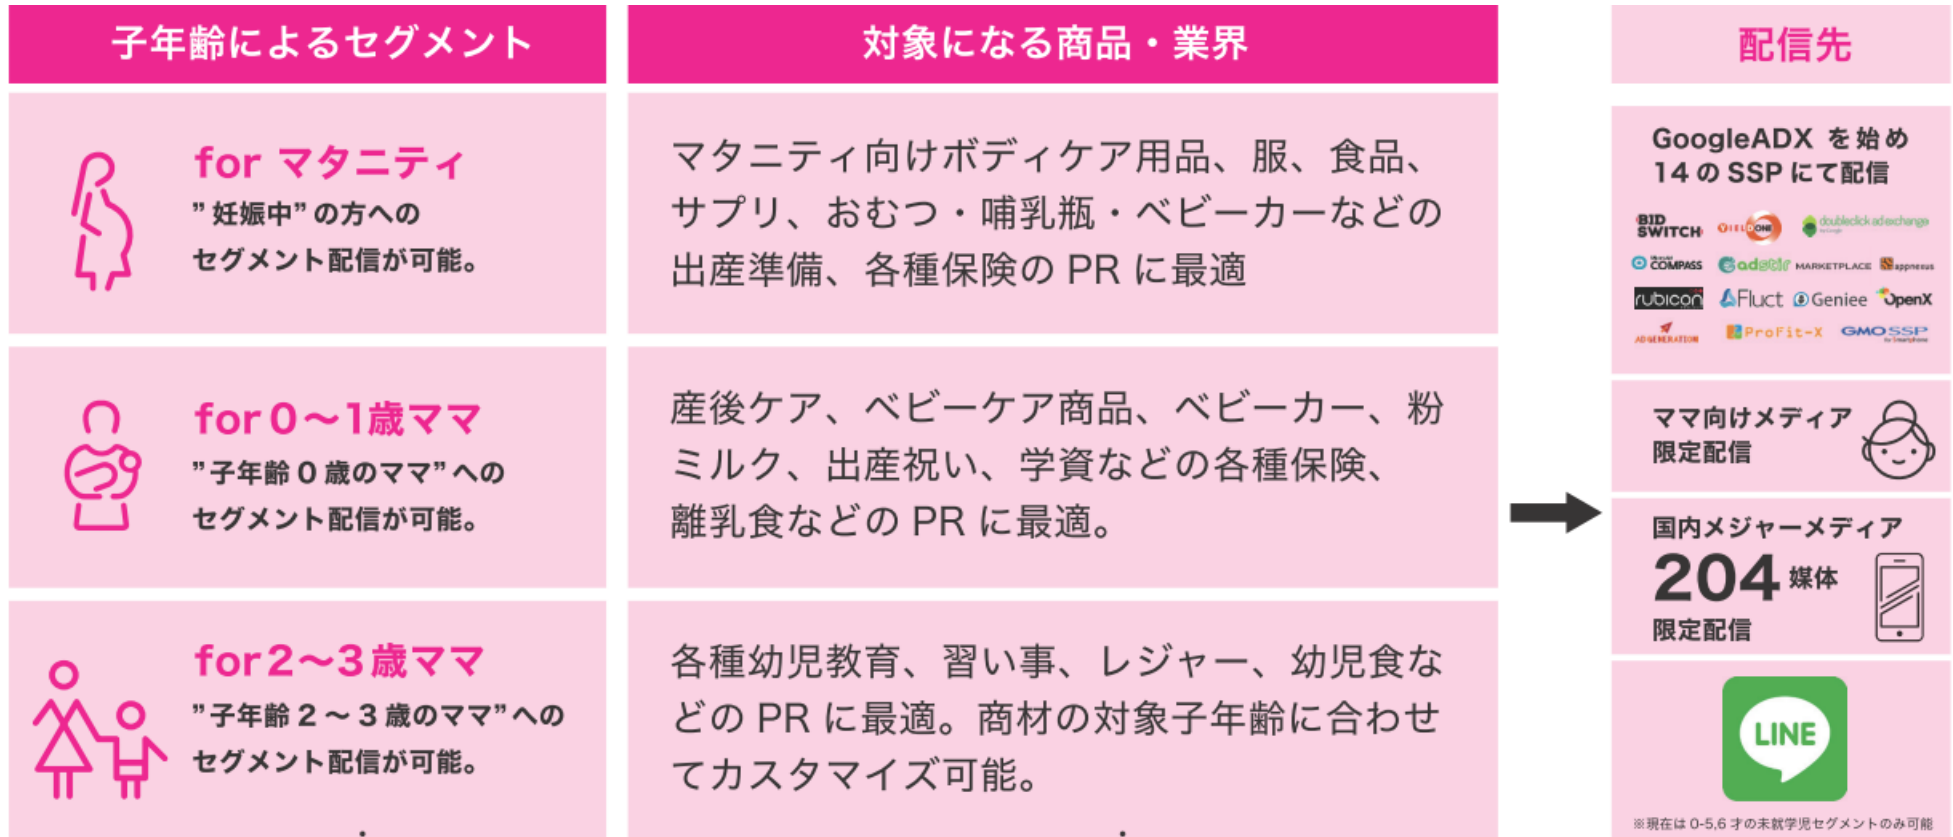 子年齢によるセグメント
対象になる商品・業界
配信先
for マタニティ
”妊娠中”の方への
セグメント配信が可能。
マタニティ向けボディケア用品、服、食品、
サプリ、おむつ・哺乳瓶・ベビーカーなどの
出産準備、各種保険の PR に最適
for 0〜1歳ママ
”子年齢 0 歳のママ”への
セグメント配信が可能。
産後ケア、ベビーケア商品、ベビーカー、粉
ミルク、出産祝い、学資などの各種保険、
離乳食などの PR に最適。
for 2〜3歳ママ
”子年齢 2 〜 3 歳のママ”への
セグメント配信が可能。
各種幼児教育、習い事、レジャー、幼児食な
どの PR に最適。商材の対象子年齢に合わせ
てカスタマイズ可能。
GoogleADX を始め
14 の SSP にて配信
BID
SWITCH
YIELD ONE
doubleclick ad exchange
COMPASS
adstir
MARKETPLACE
appnexus
rubicon
Fluct
Geniee
OpenX
AD GENERATION
ProFit-X
GMO SSP
ママ向けメディア
限定配信
国内メジャーメディア
204 媒体
限定配信
LINE
※現在は 0-5,6 才の未就学児セグメントのみ可能